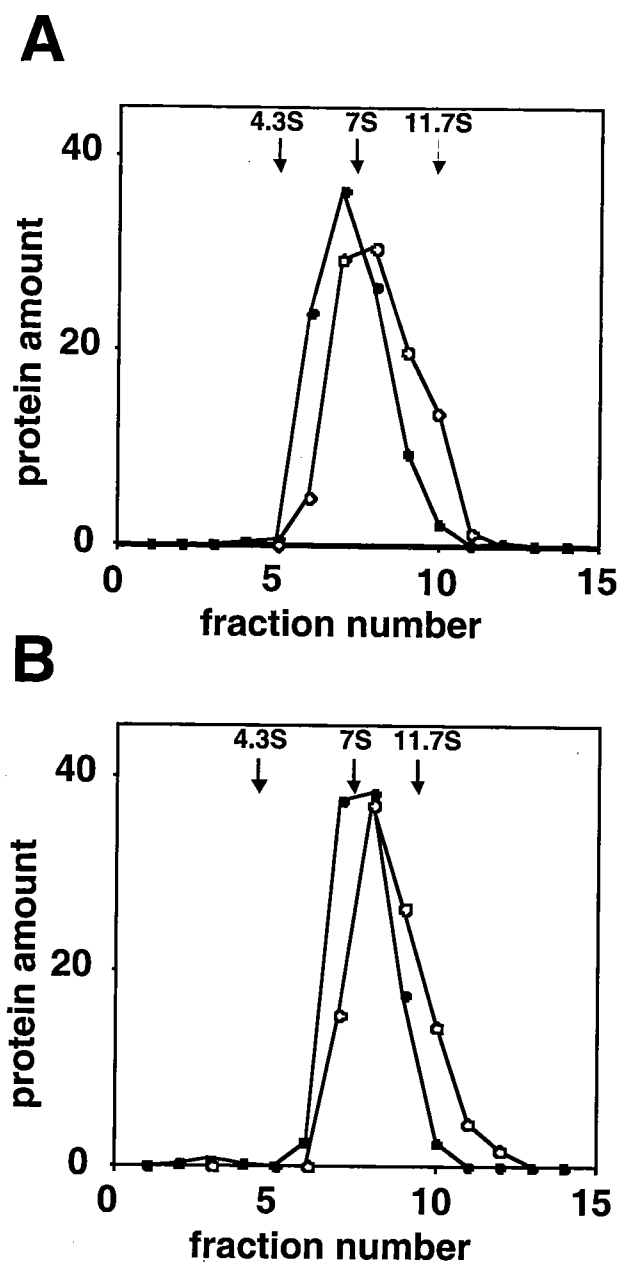 A
4.3S 7S 11.7S
40
20
0
protein amount
0 5 10 15
fraction number
B
4.3S 7S 11.7S
40
20
0
protein amount
0 5 10 15
fraction number